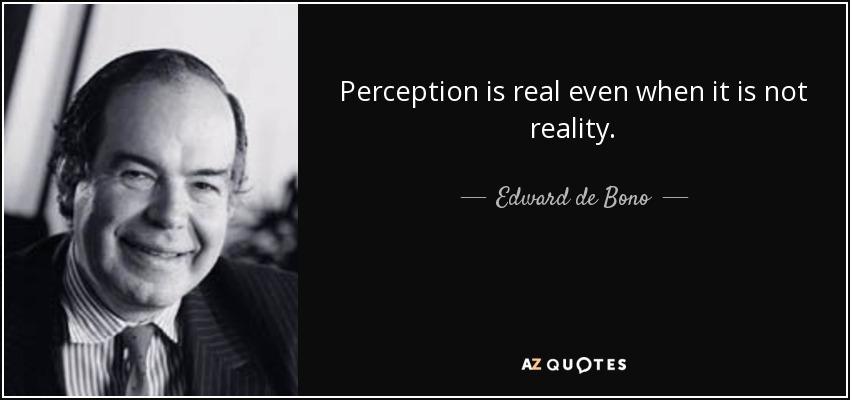 Perception is real even when it is not
reality.
Edward de Bono
AZ QUOTES